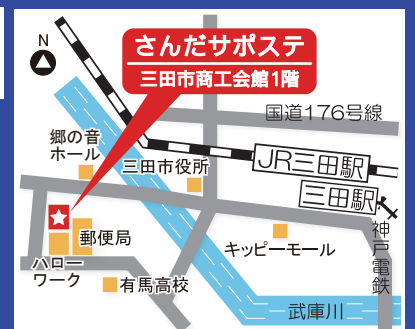 N
さんだサポステ
三田市商工会館1階
国道176号線
郷の音
ホール
三田市役所
JR三田駅
三田駅
神戸電鉄
郵便局
キッピーモール
ハロー
ワーク
有馬高校
武庫川